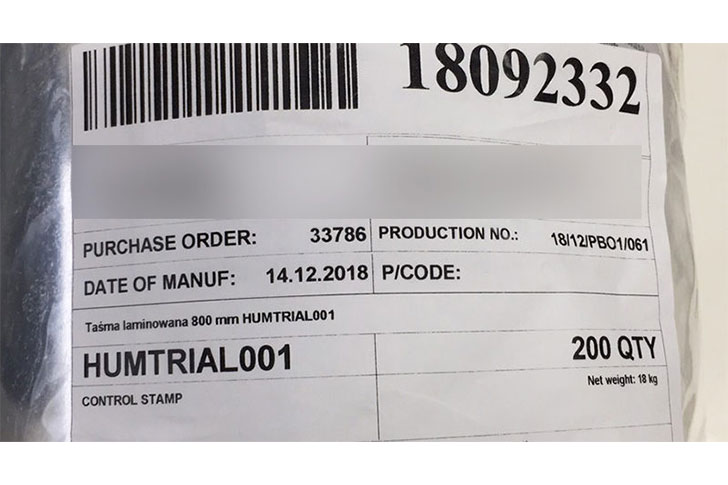 18092332
PURCHASE ORDER: 33786 PRODUCTION NO.: 18/12/PBO1/061
DATE OF MANUF: 14.12.2018 P/CODE:
Taśma laminowana 800 mm HUMTRIAL001
HUMTRIAL001 200 QTY
Net weight: 18 kg
CONTROL STAMP